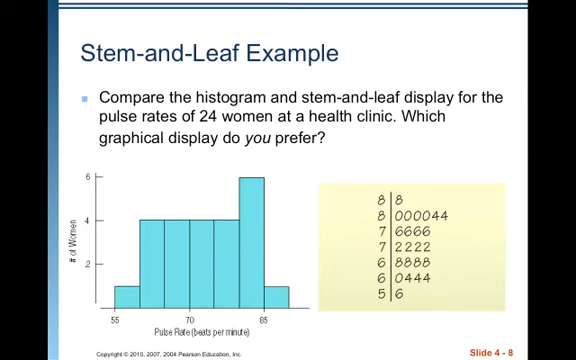 Stem-and-Leaf Example
Compare the histogram and stem-and-leaf display for the
pulse rates of 24 women at a health clinic. Which
graphical display do you prefer?
6
4
2
# of Women
55 70 85
Pulse Rate (beats per minute)
8 | 8
8 | 000044
7 | 6666
7 | 2222
6 | 8888
6 | 0444
5 | 6
Copyright © 2010, 2007, 2004 Pearson Education, Inc.
Slide 4 - 8